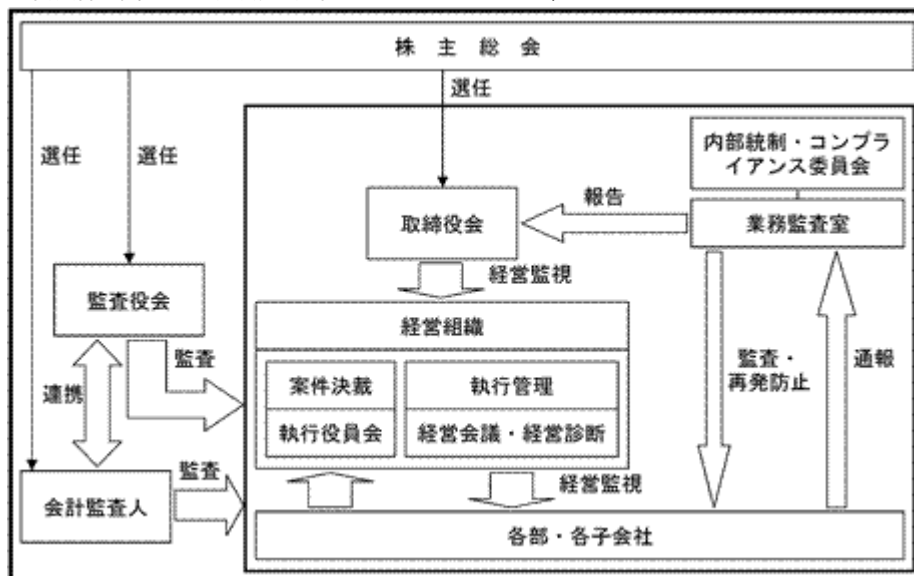 株 主 総 会
選任
選任
選任
内部統制・コンプラ
イアンス委員会
報告
取締役会
業務監査室
経営監視
監査役会
経営組織
監査
連携
案件決裁
執行管理
執行役員会
経営会議・経営診断
監査・
再発防止
通報
監査
会計監査人
経営監視
各部・各子会社